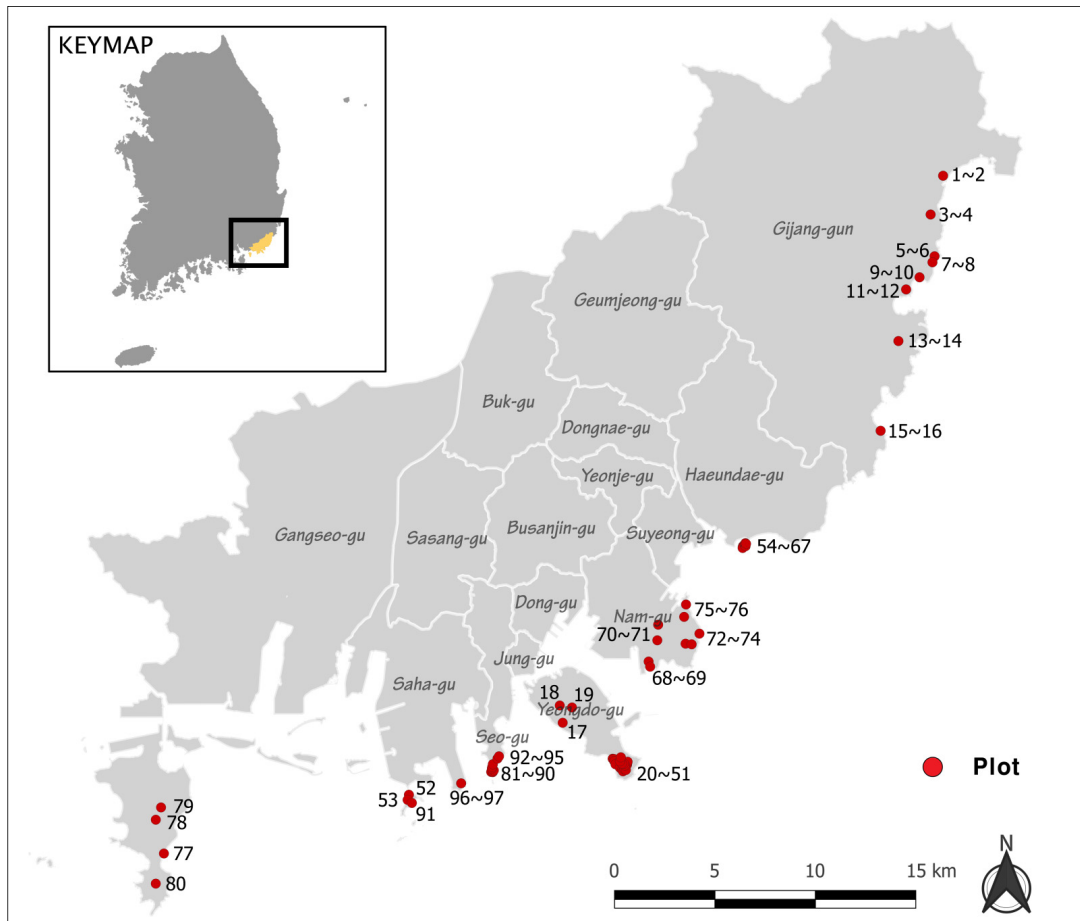 KEYMAP
1~2
3~4
Gijang-gun
5~6
7~8
9~10
11~12
Geumjeong-gu
13~14
Buk-gu
Dongnae-gu
15~16
Yeonje-gu
Haeundae-gu
Gangseo-gu
Sasang-gu
Busanjin-gu
Suyeong-gu
54~67
Dong-gu
Nam-gu
75~76
70~71
72~74
Jung-gu
68~69
Saha-gu
18
19
Yeongdo-gu
17
Seo-gu
92~95
81~90
20~51
Plot
96~97
52
53
91
79
78
77
80
N
0 5 10 15 km